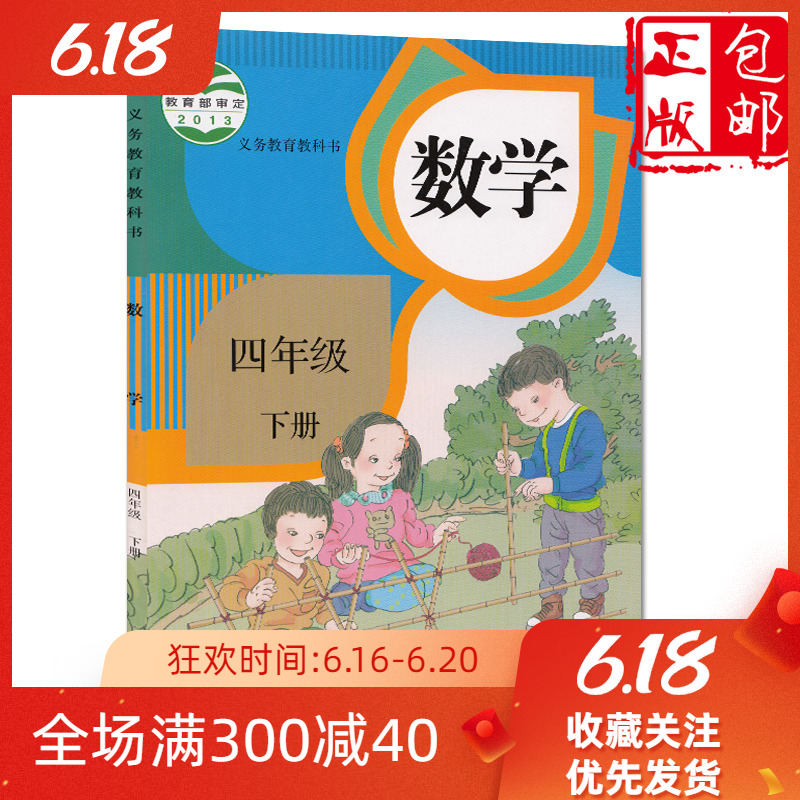 6.18
包邮
正版
教育部审定
2013
义务教育教科书
数学
义务教育教科书
数学
四年级
下册
四年级 下册
狂欢时间:6.16-6.20
全场满300减40
6.18
收藏关注
优先发货